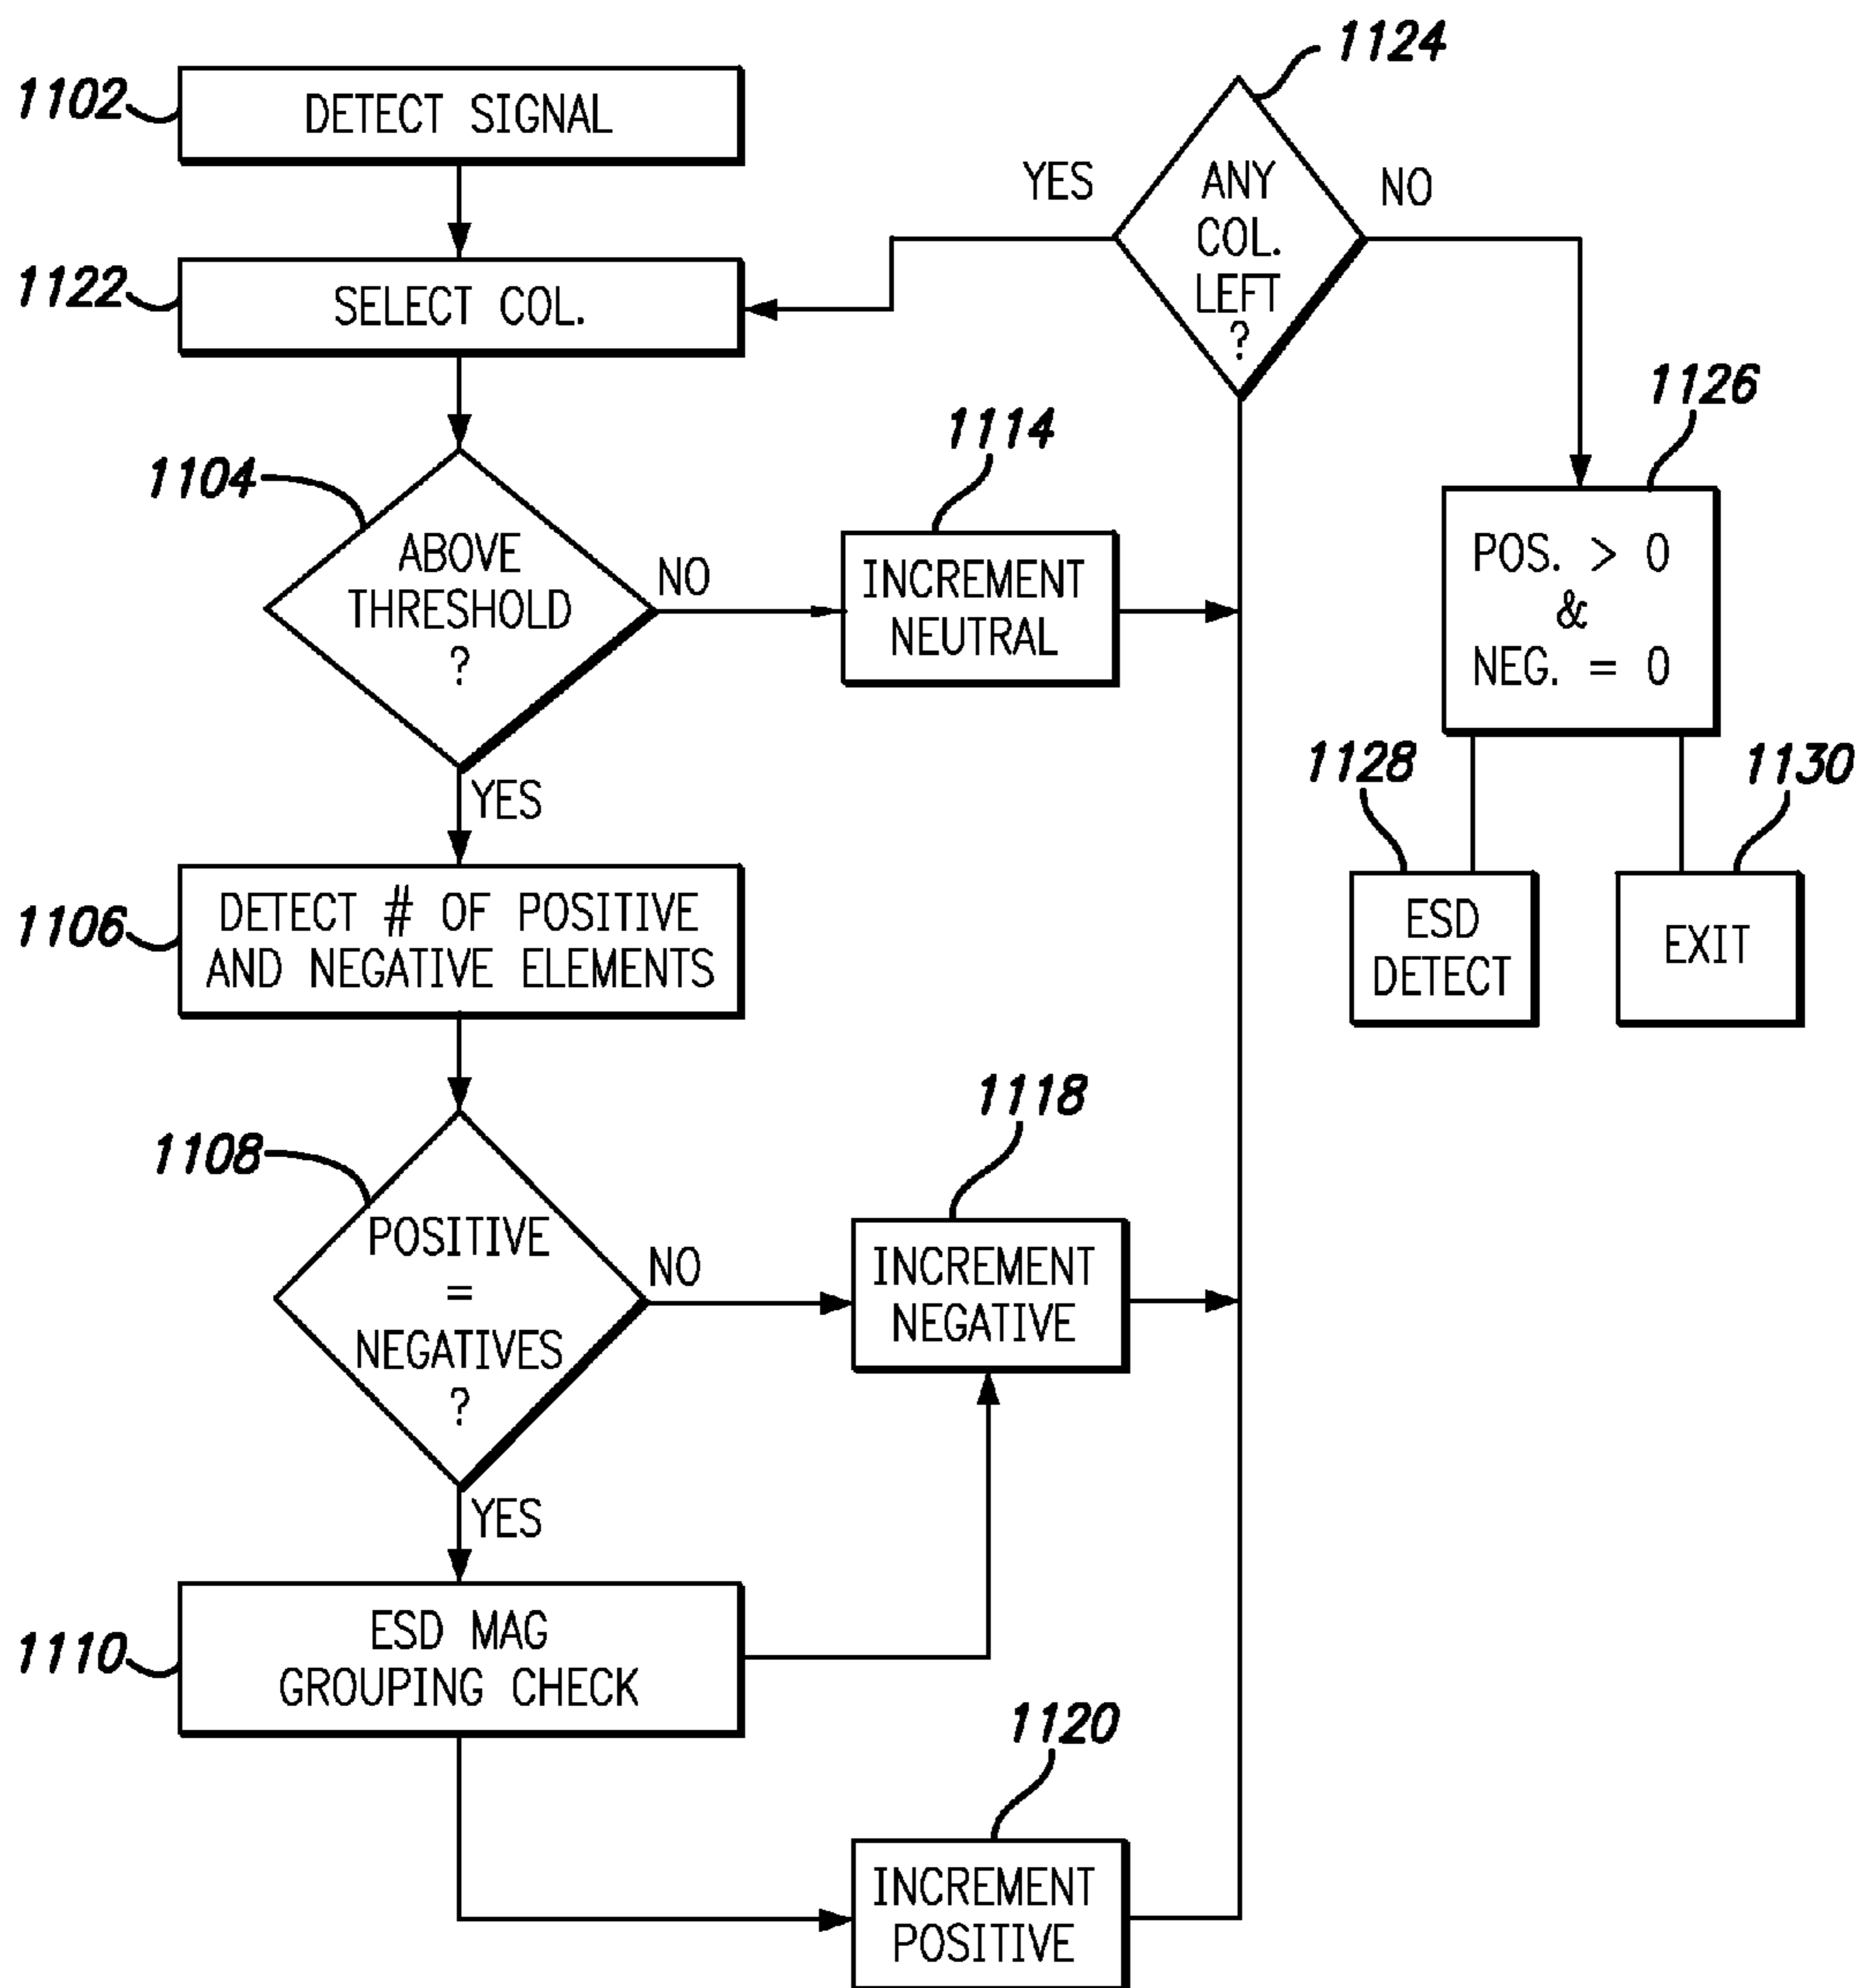 1102
DETECT SIGNAL
1122
SELECT COL.
1124
YES
ANY
COL.
LEFT
?
NO
1104
ABOVE
THRESHOLD
?
NO
YES
1114
INCREMENT
NEUTRAL
1126
POS. > 0
&
NEG. = 0
1128
ESD
DETECT
1130
EXIT
1106
DETECT # OF POSITIVE
AND NEGATIVE ELEMENTS
1108
POSITIVE
=
NEGATIVES
?
NO
YES
1118
INCREMENT
NEGATIVE
1110
ESD MAG
GROUPING CHECK
1120
INCREMENT
POSITIVE